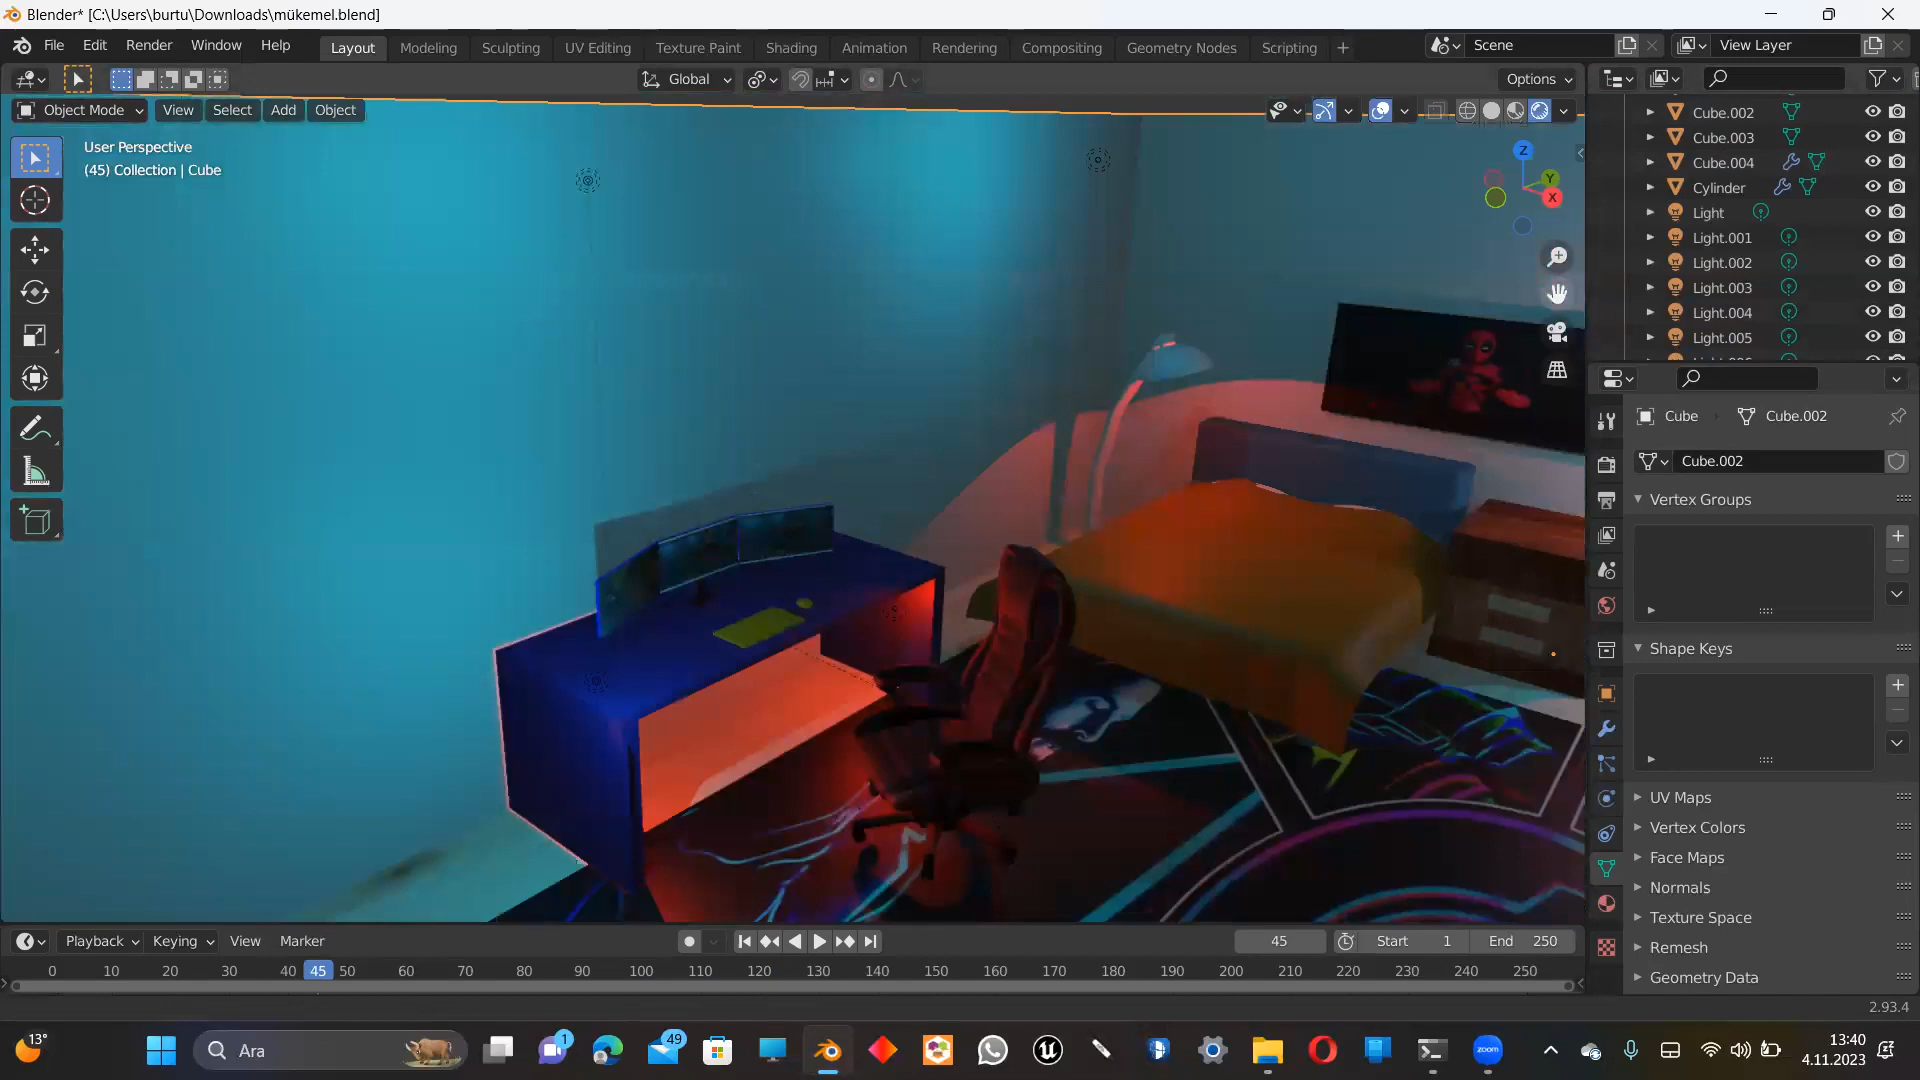 Blender* [C:\Users\burtu\Downloads\mükemel.blend]
File Edit Render Window Help
Layout Modeling Sculpting UV Editing Texture Paint Shading Animation Rendering Compositing Geometry Nodes Scripting +
Scene
View Layer
Global
Options
Object Mode View Select Add Object
User Perspective
(45) Collection | Cube
Z
Y
X
Cube.002
Cube.003
Cube.004
Cylinder
Light
Light.001
Light.002
Light.003
Light.004
Light.005
Cube Cube.002
Cube.002
Vertex Groups
Shape Keys
UV Maps
Vertex Colors
Face Maps
Normals
Texture Space
Remesh
Geometry Data
Playback Keying View Marker
45 Start 1 End 250
0 10 20 30 40 45 50 60 70 80 90 100 110 120 130 140 150 160 170 180 190 200 210 220 230 240 250
2.93.4
13°
Ara
1
49
zoom
13:40
4.11.2023